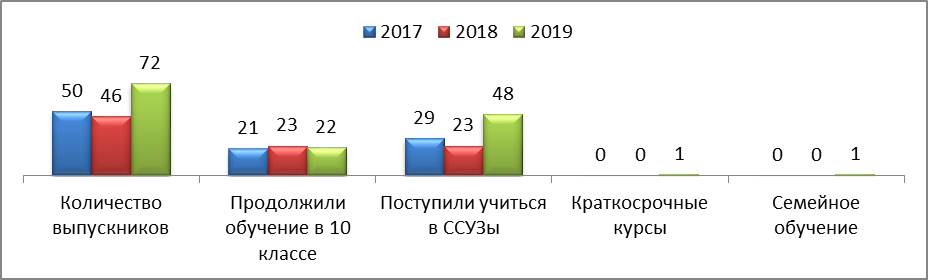 2017 2018 2019
50 46 72
21 23 22
29 23 48
0 0 1
0 0 1
Количество
выпускников
Продолжили
обучение в 10
классе
Поступили учиться
в ССУЗы
Краткосрочные
курсы
Семейное
обучение